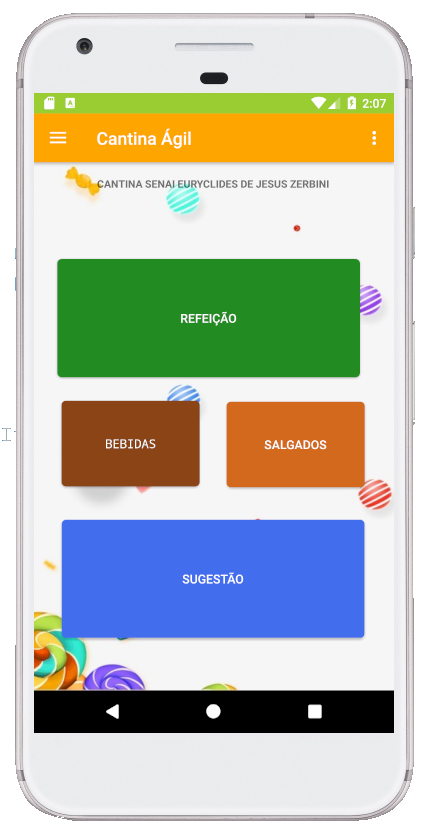 2:07
Cantina Ágil
CANTINA SENAI EURYCLIDES DE JESUS ZERBINI
REFEIÇÃO
BEBIDAS
SALGADOS
SUGESTÃO